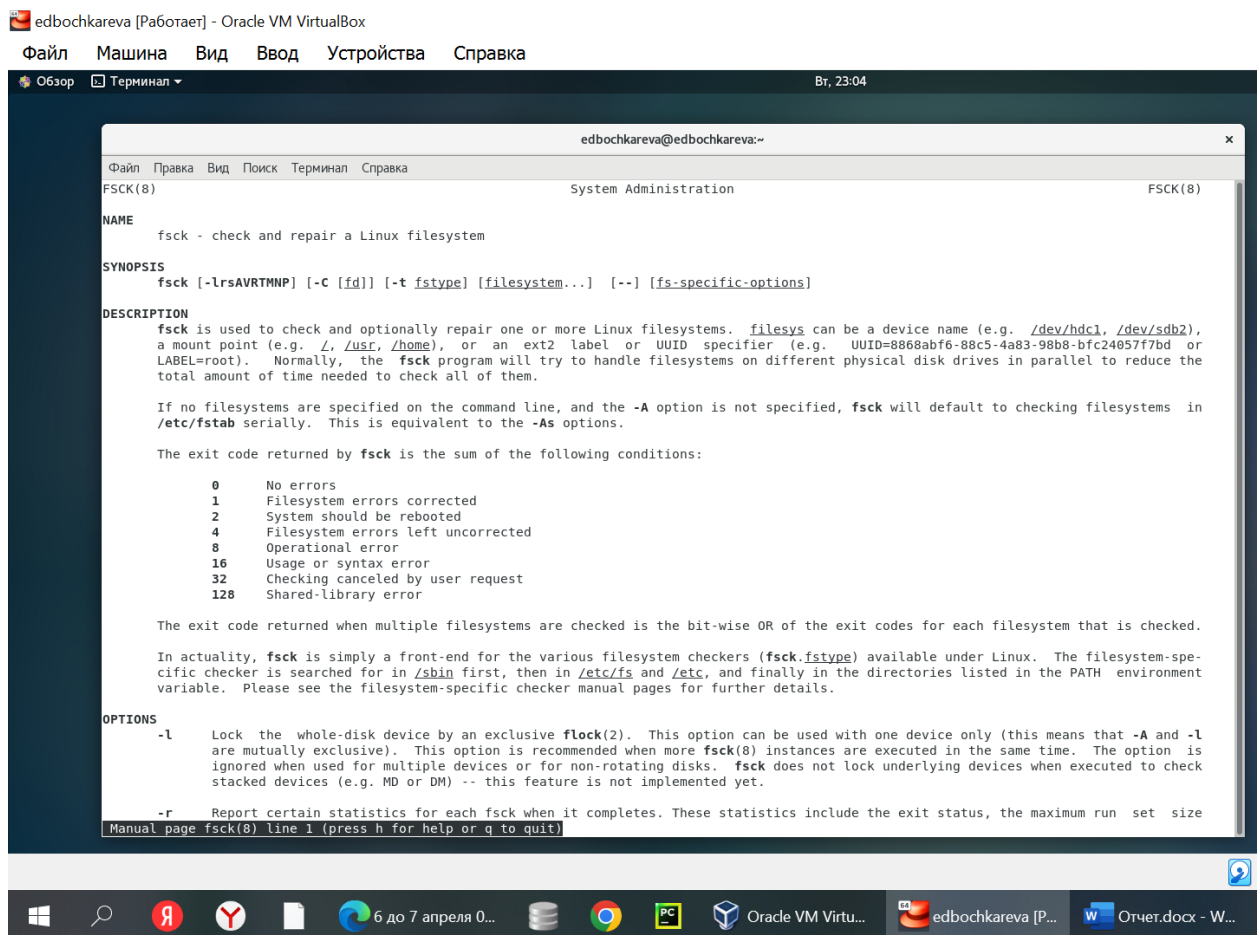 edbochkareva [Работает] - Oracle VM VirtualBox
Файл Машина Вид Ввод Устройства Справка
Обзор Терминал Вт, 23:04
edbochkareva@edbochkareva:~ ×
Файл Правка Вид Поиск Терминал Справка
FSCK(8) System Administration FSCK(8)
NAME
fsck - check and repair a Linux filesystem
SYNOPSIS
fsck [-lrsAVRTMNP] [-C [fd]] [-t fstype] [filesystem...] [--] [fs-specific-options]
DESCRIPTION
fsck is used to check and optionally repair one or more Linux filesystems. filesys can be a device name (e.g. /dev/hdc1, /dev/sdb2),
a mount point (e.g. /, /usr, /home), or an ext2 label or UUID specifier (e.g. UUID=8868abf6-88c5-4a83-98b8-bfc24057f7bd or
LABEL=root). Normally, the fsck program will try to handle filesystems on different physical disk drives in parallel to reduce the
total amount of time needed to check all of them.
If no filesystems are specified on the command line, and the -A option is not specified, fsck will default to checking filesystems in
/etc/fstab serially. This is equivalent to the -As options.
The exit code returned by fsck is the sum of the following conditions:
0 No errors
1 Filesystem errors corrected
2 System should be rebooted
4 Filesystem errors left uncorrected
8 Operational error
16 Usage or syntax error
32 Checking canceled by user request
128 Shared-library error
The exit code returned when multiple filesystems are checked is the bit-wise OR of the exit codes for each filesystem that is checked.
In actuality, fsck is simply a front-end for the various filesystem checkers (fsck.fstype) available under Linux. The filesystem-spe-
cific checker is searched for in /sbin first, then in /etc/fs and /etc, and finally in the directories listed in the PATH environment
variable. Please see the filesystem-specific checker manual pages for further details.
OPTIONS
-l Lock the whole-disk device by an exclusive flock(2). This option can be used with one device only (this means that -A and -l
are mutually exclusive). This option is recommended when more fsck(8) instances are executed in the same time. The option is
ignored when used for multiple devices or for non-rotating disks. fsck does not lock underlying devices when executed to check
stacked devices (e.g. MD or DM) -- this feature is not implemented yet.
-r Report certain statistics for each fsck when it completes. These statistics include the exit status, the maximum run set size
Manual page fsck(8) line 1 (press h for help or q to quit)
Я Y 6 до 7 апреля 0... PC Oracle VM Virtu... 64 edbochkareva [Р... W Отчет.docx - W...